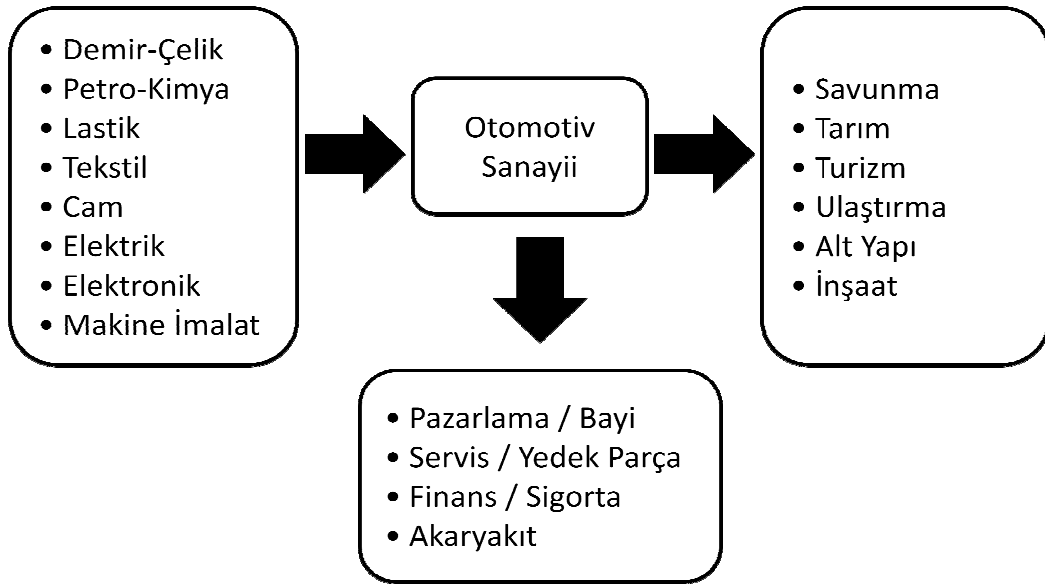 • Demir-Çelik
• Petro-Kimya
• Lastik
• Tekstil
• Cam
• Elektrik
• Elektronik
• Makine İmalat
Otomotiv
Sanayii
• Savunma
• Tarım
• Turizm
• Ulaştırma
• Alt Yapı
• İnşaat
• Pazarlama / Bayi
• Servis / Yedek Parça
• Finans / Sigorta
• Akaryakıt